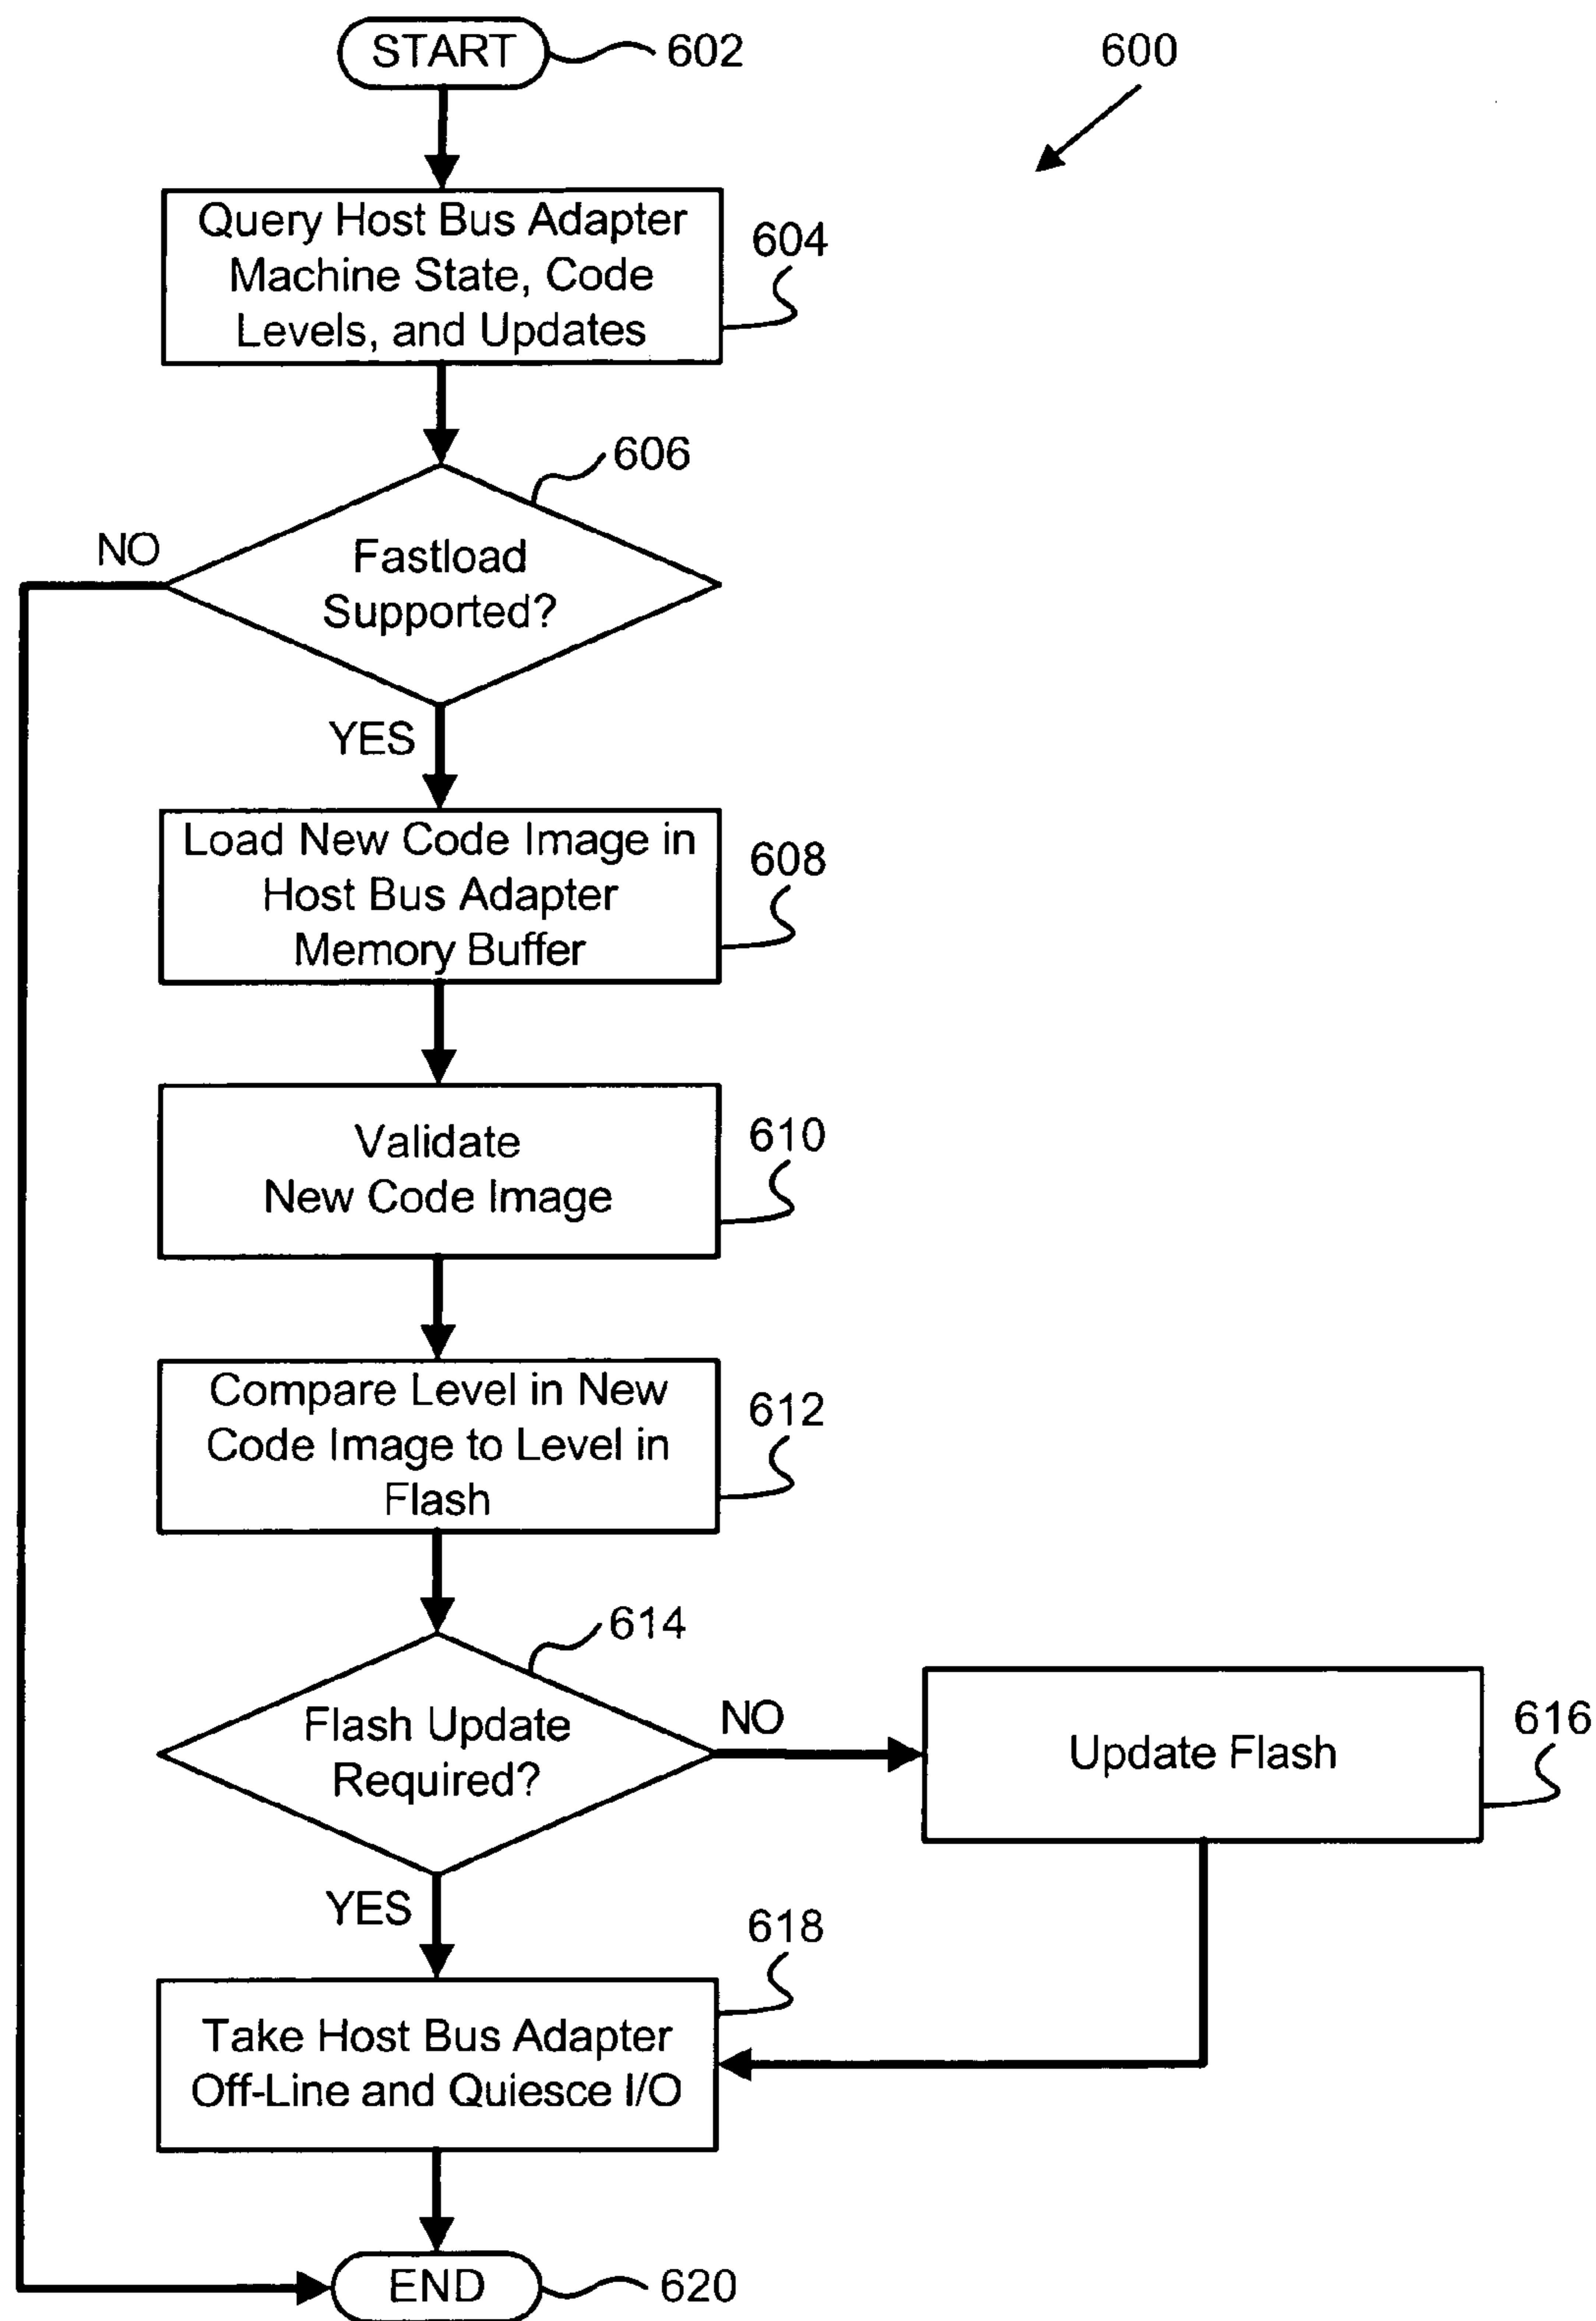 START
602
600
Query Host Bus Adapter
Machine State, Code
Levels, and Updates
604
606
NO
Fastload
Supported?
YES
Load New Code Image in
Host Bus Adapter
Memory Buffer
608
Validate
New Code Image
610
Compare Level in New
Code Image to Level in
Flash
612
614
Flash Update
Required?
NO
Update Flash
616
YES
618
Take Host Bus Adapter
Off-Line and Quiesce I/O
END
620